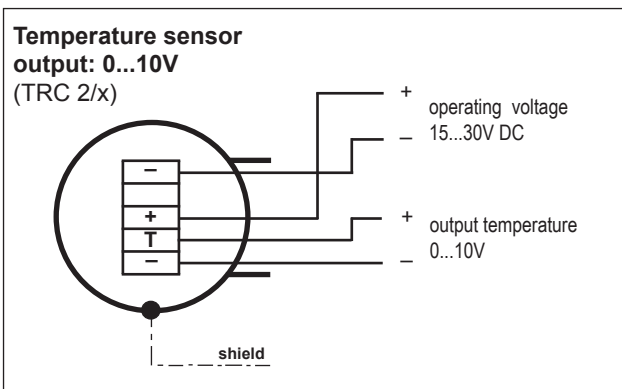 Temperature sensor
output: 0...10V
(TRC 2/x)
+
operating voltage
15...30V DC
–
–
+
T
–
+
output temperature
0...10V
–
shield